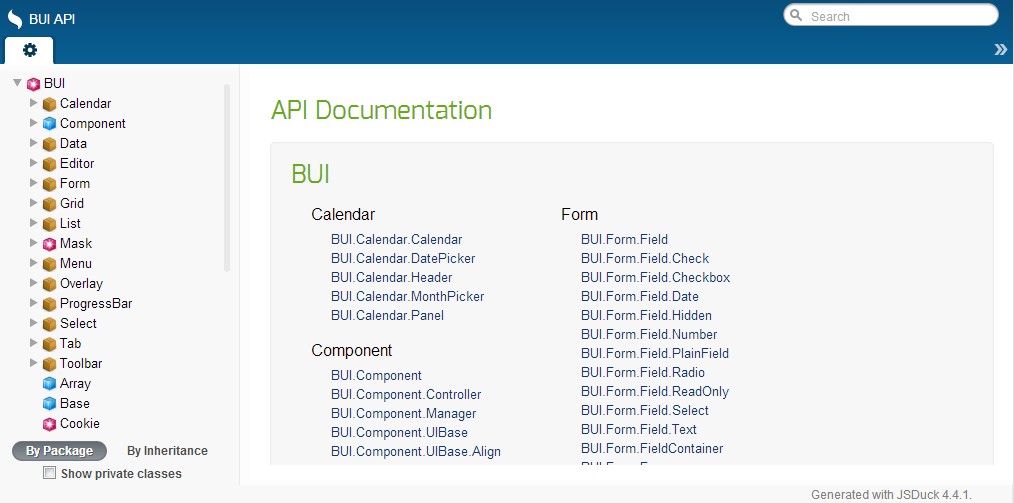 BUI API
Search
»
BUI
Calendar
Component
Data
Editor
Form
Grid
List
Mask
Menu
Overlay
ProgressBar
Select
Tab
Toolbar
Array
Base
Cookie
By Package
By Inheritance
Show private classes
API Documentation
BUI
Calendar
BUI.Calendar.Calendar
BUI.Calendar.DatePicker
BUI.Calendar.Header
BUI.Calendar.MonthPicker
BUI.Calendar.Panel
Component
BUI.Component
BUI.Component.Controller
BUI.Component.Manager
BUI.Component.UIBase
BUI.Component.UIBase.Align
Form
BUI.Form.Field
BUI.Form.Field.Check
BUI.Form.Field.Checkbox
BUI.Form.Field.Date
BUI.Form.Field.Hidden
BUI.Form.Field.Number
BUI.Form.Field.PlainField
BUI.Form.Field.Radio
BUI.Form.Field.ReadOnly
BUI.Form.Field.Select
BUI.Form.Field.Text
BUI.Form.FieldContainer
Generated with JSDuck 4.4.1.